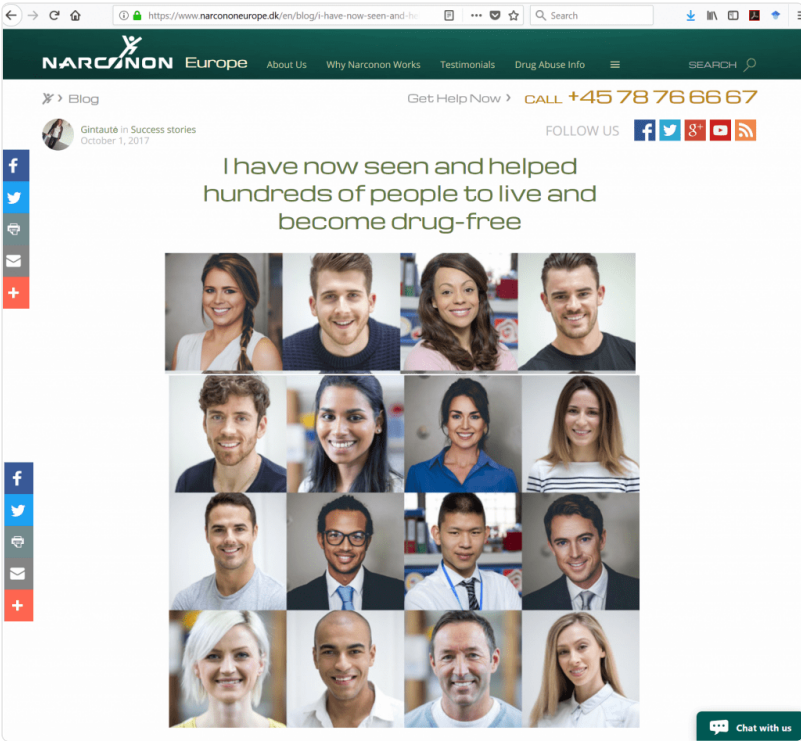 https://www.narcononeurope.dk/en/blog/i-have-now-seen-and-he
Search
NARCONON Europe
About Us
Why Narconon Works
Testimonials
Drug Abuse Info
SEARCH
Blog
Get Help Now
CALL +45 78 76 66 67
Gintautė in Success stories
October 1, 2017
FOLLOW US
I have now seen and helped
hundreds of people to live and
become drug-free
Chat with us